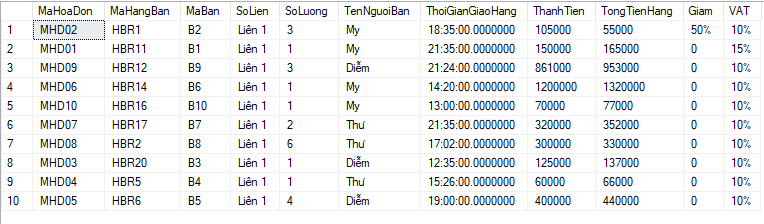 MaHoaDon MaHangBan MaBan SoLien SoLuong TenNguoiBan ThoiGianGiaoHang ThanhTien TongTienHang Giam VAT
1 MHD02 HBR1 B2 Liên 1 3 My 18:35:00.0000000 105000 55000 50% 10%
2 MHD01 HBR11 B1 Liên 1 1 My 21:35:00.0000000 150000 165000 0 15%
3 MHD09 HBR12 B9 Liên 1 3 Diễm 21:24:00.0000000 861000 953000 0 10%
4 MHD06 HBR14 B6 Liên 1 1 My 14:20:00.0000000 1200000 1320000 0 10%
5 MHD10 HBR16 B10 Liên 1 1 My 13:00:00.0000000 70000 77000 0 10%
6 MHD07 HBR17 B7 Liên 1 2 Thư 21:35:00.0000000 320000 352000 0 10%
7 MHD08 HBR2 B8 Liên 1 6 Thư 17:02:00.0000000 300000 330000 0 10%
8 MHD03 HBR20 B3 Liên 1 1 Diễm 12:35:00.0000000 125000 137000 0 10%
9 MHD04 HBR5 B4 Liên 1 1 Thư 15:26:00.0000000 60000 66000 0 10%
10 MHD05 HBR6 B5 Liên 1 4 Diễm 19:00:00.0000000 400000 440000 0 10%